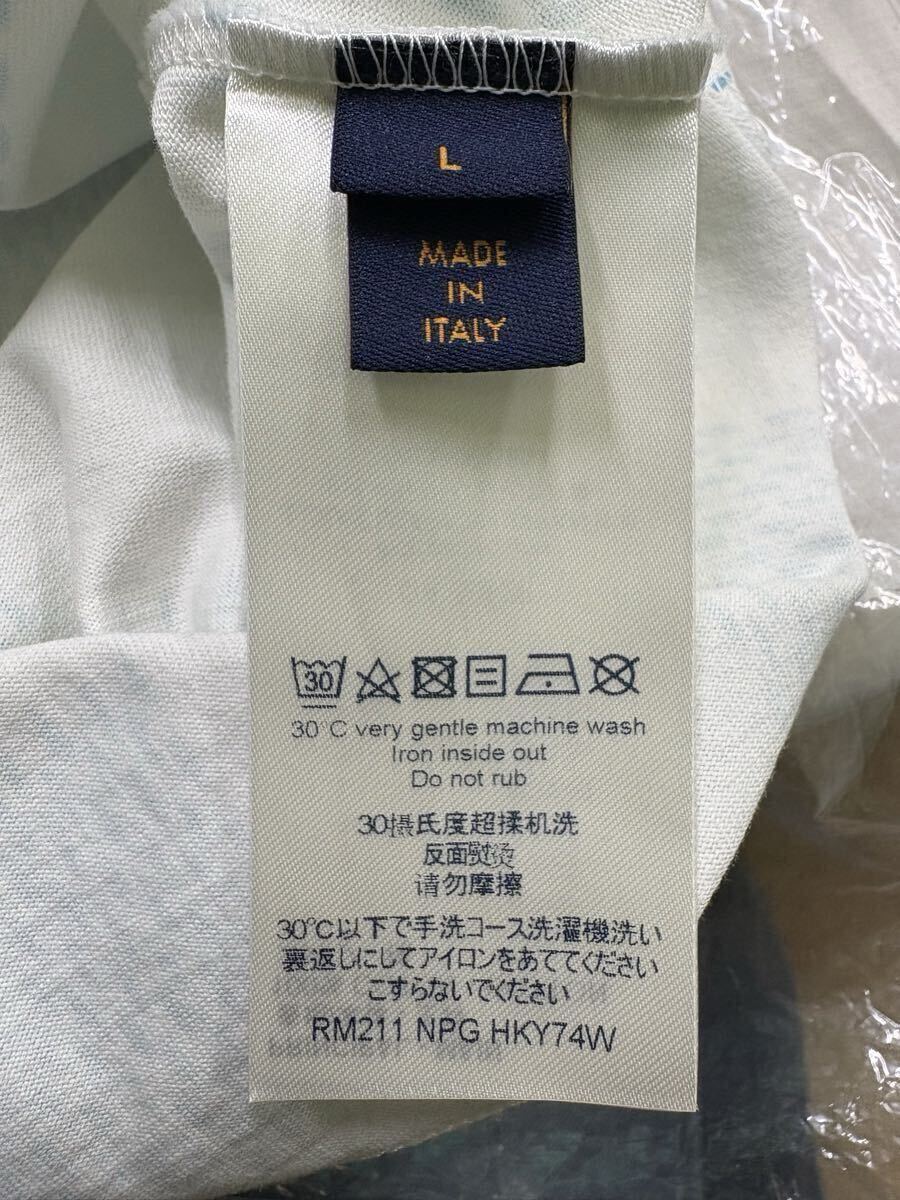 L
MADE
IN
ITALY
30
30°C very gentle machine wash
Iron inside out
Do not rub
30摄氏度超揉机洗
反面熨烫
请勿摩擦
30℃以下で手洗コース洗濯機洗い
裏返しにしてアイロンをあててください
こすらないでください
RM211 NPG HKY74W